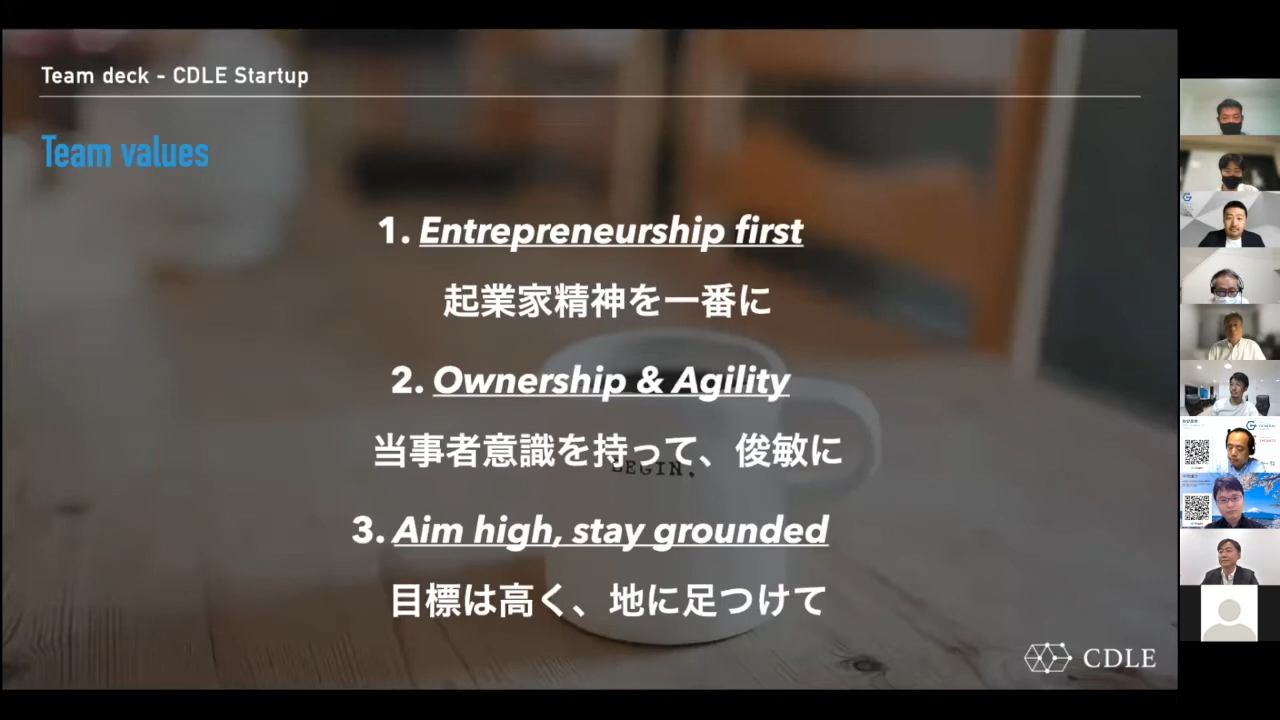 Team deck - CDLE Startup
Team values
1. Entrepreneurship first
起業家精神を一番に
2. Ownership & Agility
当事者意識を持って、俊敏に
BEGIN.
3. Aim high, stay grounded
目標は高く、地に足つけて
CDLE